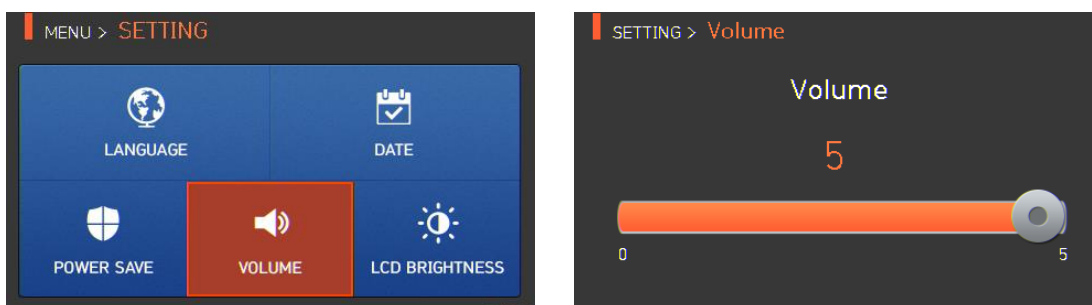 MENU > SETTING
LANGUAGE
DATE
POWER SAVE
VOLUME
LCD BRIGHTNESS
SETTING > Volume
Volume
5
0
5